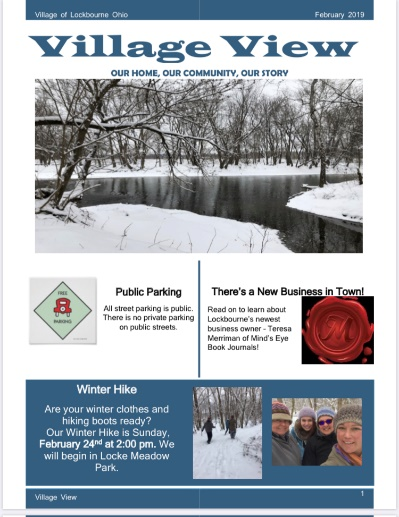 Village of Lockbourne Ohio February 2019
Village View
OUR HOME, OUR COMMUNITY, OUR STORY
FREE
PARKING
Public Parking
All street parking is public.
There is no private parking
on public streets.
There's a New Business in Town!
Read on to learn about
Lockbourne's newest
business owner - Teresa
Merriman of Mind's Eye
Book Journals!
M
Winter Hike
Are your winter clothes and
hiking boots ready?
Our Winter Hike is Sunday,
February 24nd at 2:00 pm. We
will begin in Locke Meadow
Park.
Village View 1